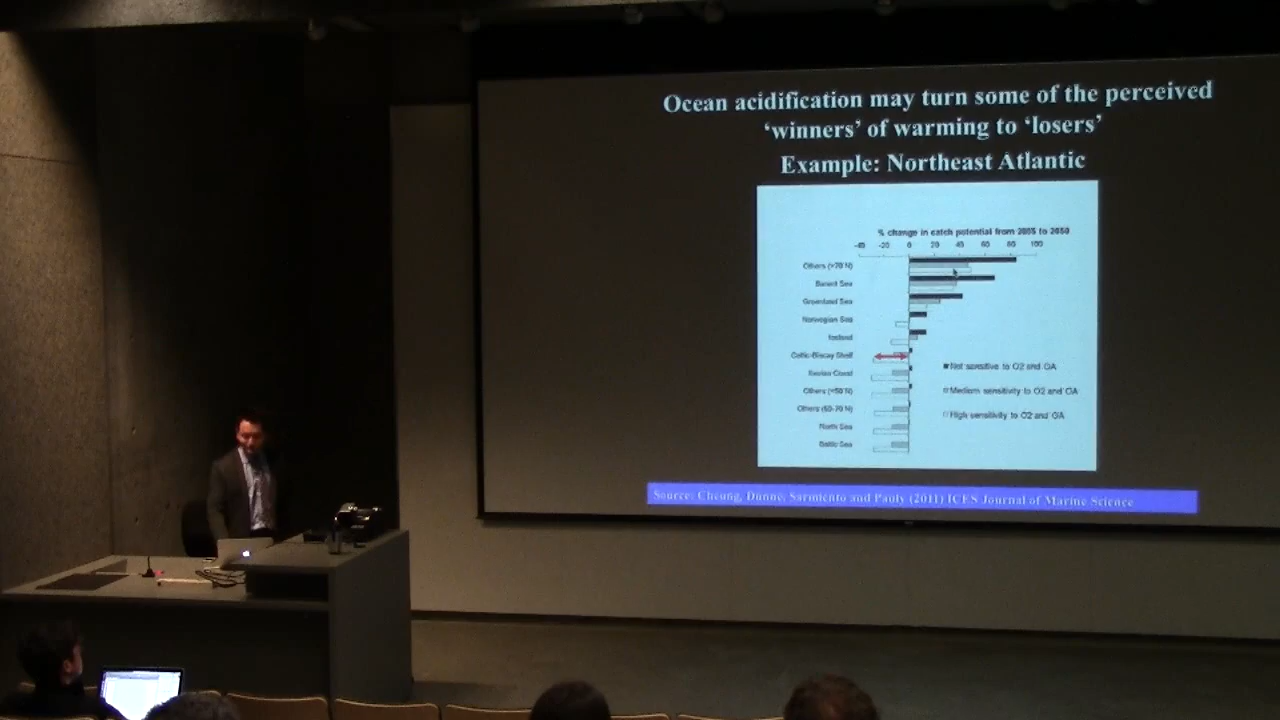 Ocean acidification may turn some of the perceived
‘winners’ of warming to ‘losers’
Example: Northeast Atlantic
% change in catch potential from 2005 to 2050
-40 -20 0 20 40 60 80 100
Others (>70°N)
Barent Sea
Greenland Sea
Norwegian Sea
Iceland
Celtic-Biscay Shelf
Iberian Coast
Not sensitive to O2 and OA
Others (<50°N)
Medium sensitivity to O2 and OA
Others (60-70°N)
High sensitivity to O2 and OA
North Sea
Baltic Sea
Source: Cheung, Dunne, Sarmiento and Pauly (2011) ICES Journal of Marine Science